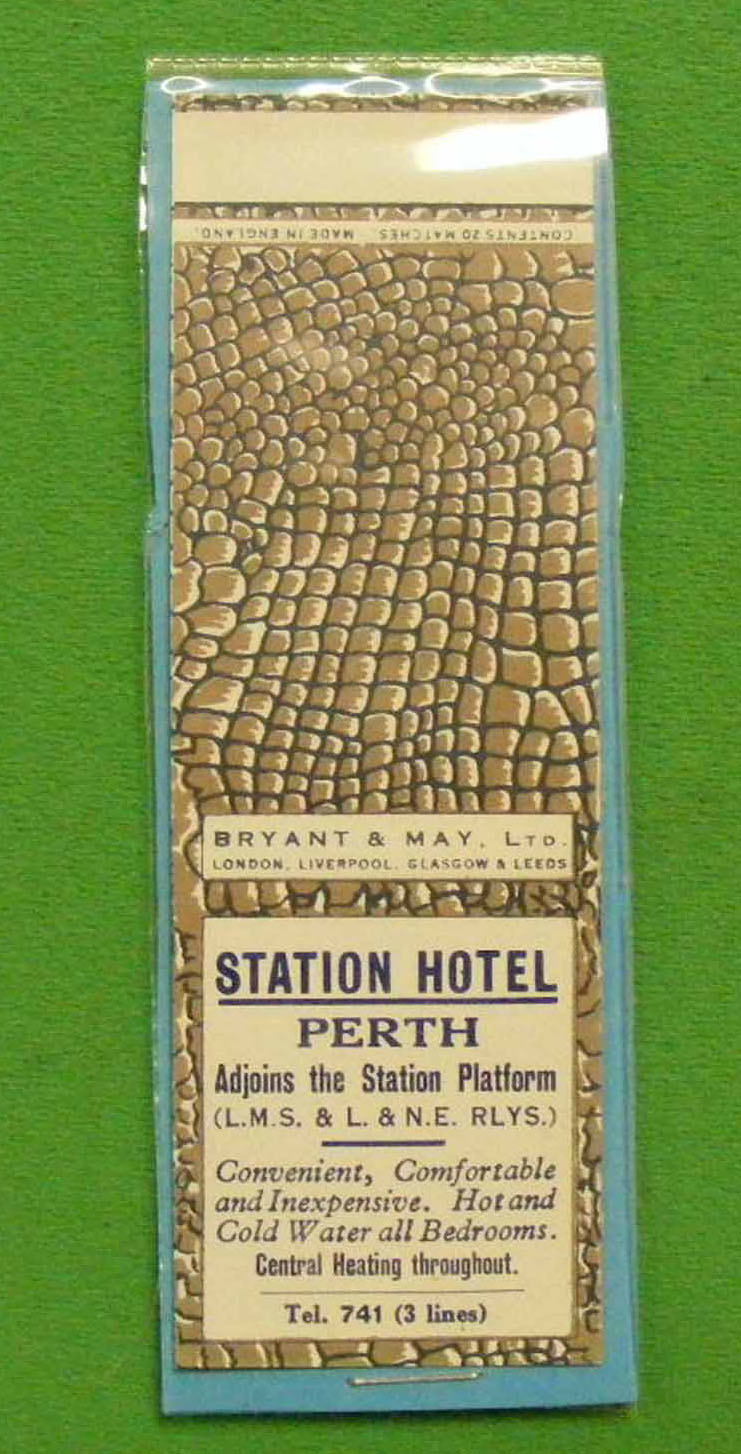 CONTENTS 20 MATCHES. MADE IN ENGLAND.
BRYANT & MAY, LTD.
LONDON, LIVERPOOL, GLASGOW & LEEDS
STATION HOTEL
PERTH
Adjoins the Station Platform
(L.M.S. & L. & N.E. RLYS.)
Convenient, Comfortable
and Inexpensive. Hot and
Cold Water all Bedrooms.
Central Heating throughout.
Tel. 741 (3 lines)